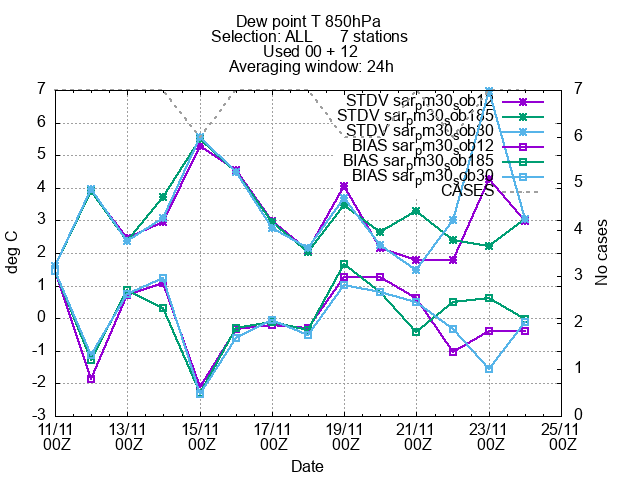 Dew point T 850hPa
Selection: ALL 7 stations
Used 00 + 12
Averaging window: 24h
STDV sar_pm30_sob12
STDV sar_pm30_sob185
STDV sar_pm30_sob30
BIAS sar_pm30_sob12
BIAS sar_pm30_sob185
BIAS sar_pm30_sob30
CASES
7
6
5
4
3
2
1
0
-1
-2
-3
deg C
7
6
5
4
3
2
1
0
No cases
11/11 13/11 15/11 17/11 19/11 21/11 23/11 25/11
00Z 00Z 00Z 00Z 00Z 00Z 00Z 00Z
Date